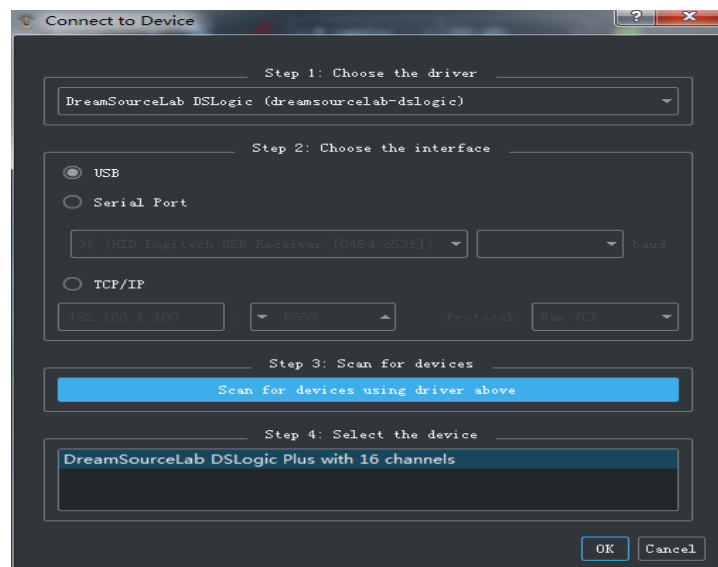 Connect to Device
Step 1: Choose the driver
DreamSourceLab DSLogic (dreamsourcelab-dslogic)
Step 2: Choose the interface
USB
Serial Port
0} (HID Logitech USB Receiver [046d.c53f]) baud
TCP/IP
192.168.1.100 5555 Protocol: Raw TCP
Step 3: Scan for devices
Scan for devices using driver above
Step 4: Select the device
DreamSourceLab DSLogic Plus with 16 channels
OK Cancel